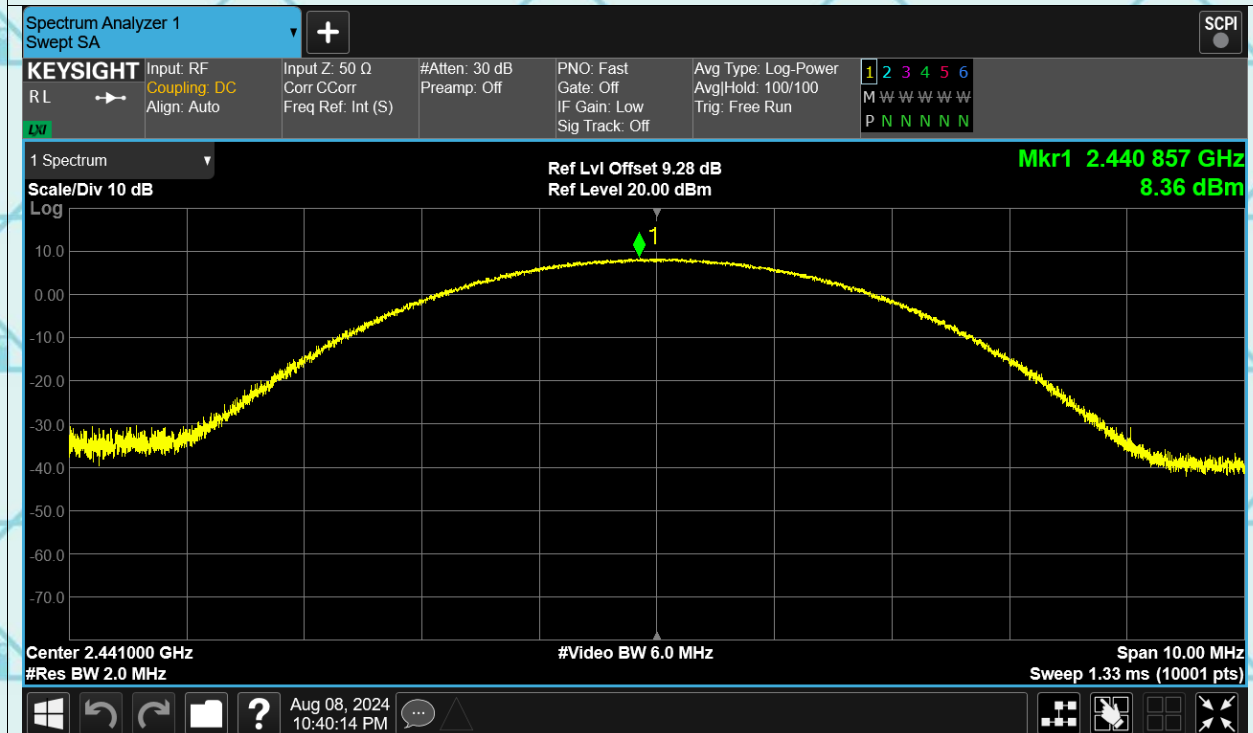 Spectrum Analyzer 1
Swept SA
SCPI
KEYSIGHT
RL
LXI
Input: RF
Coupling: DC
Align: Auto
Input Z: 50 Ω
Corr CCorr
Freq Ref: Int (S)
#Atten: 30 dB
Preamp: Off
PNO: Fast
Gate: Off
IF Gain: Low
Sig Track: Off
Avg Type: Log-Power
Avg|Hold: 100/100
Trig: Free Run
1 2 3 4 5 6
M W W W W W
P N N N N N
1 Spectrum
Scale/Div 10 dB
Log
Ref Lvl Offset 9.28 dB
Ref Level 20.00 dBm
Mkr1 2.440 857 GHz
8.36 dBm
1
10.0
0.00
-10.0
-20.0
-30.0
-40.0
-50.0
-60.0
-70.0
Center 2.441000 GHz
#Res BW 2.0 MHz
#Video BW 6.0 MHz
Span 10.00 MHz
Sweep 1.33 ms (10001 pts)
?
Aug 08, 2024
10:40:14 PM